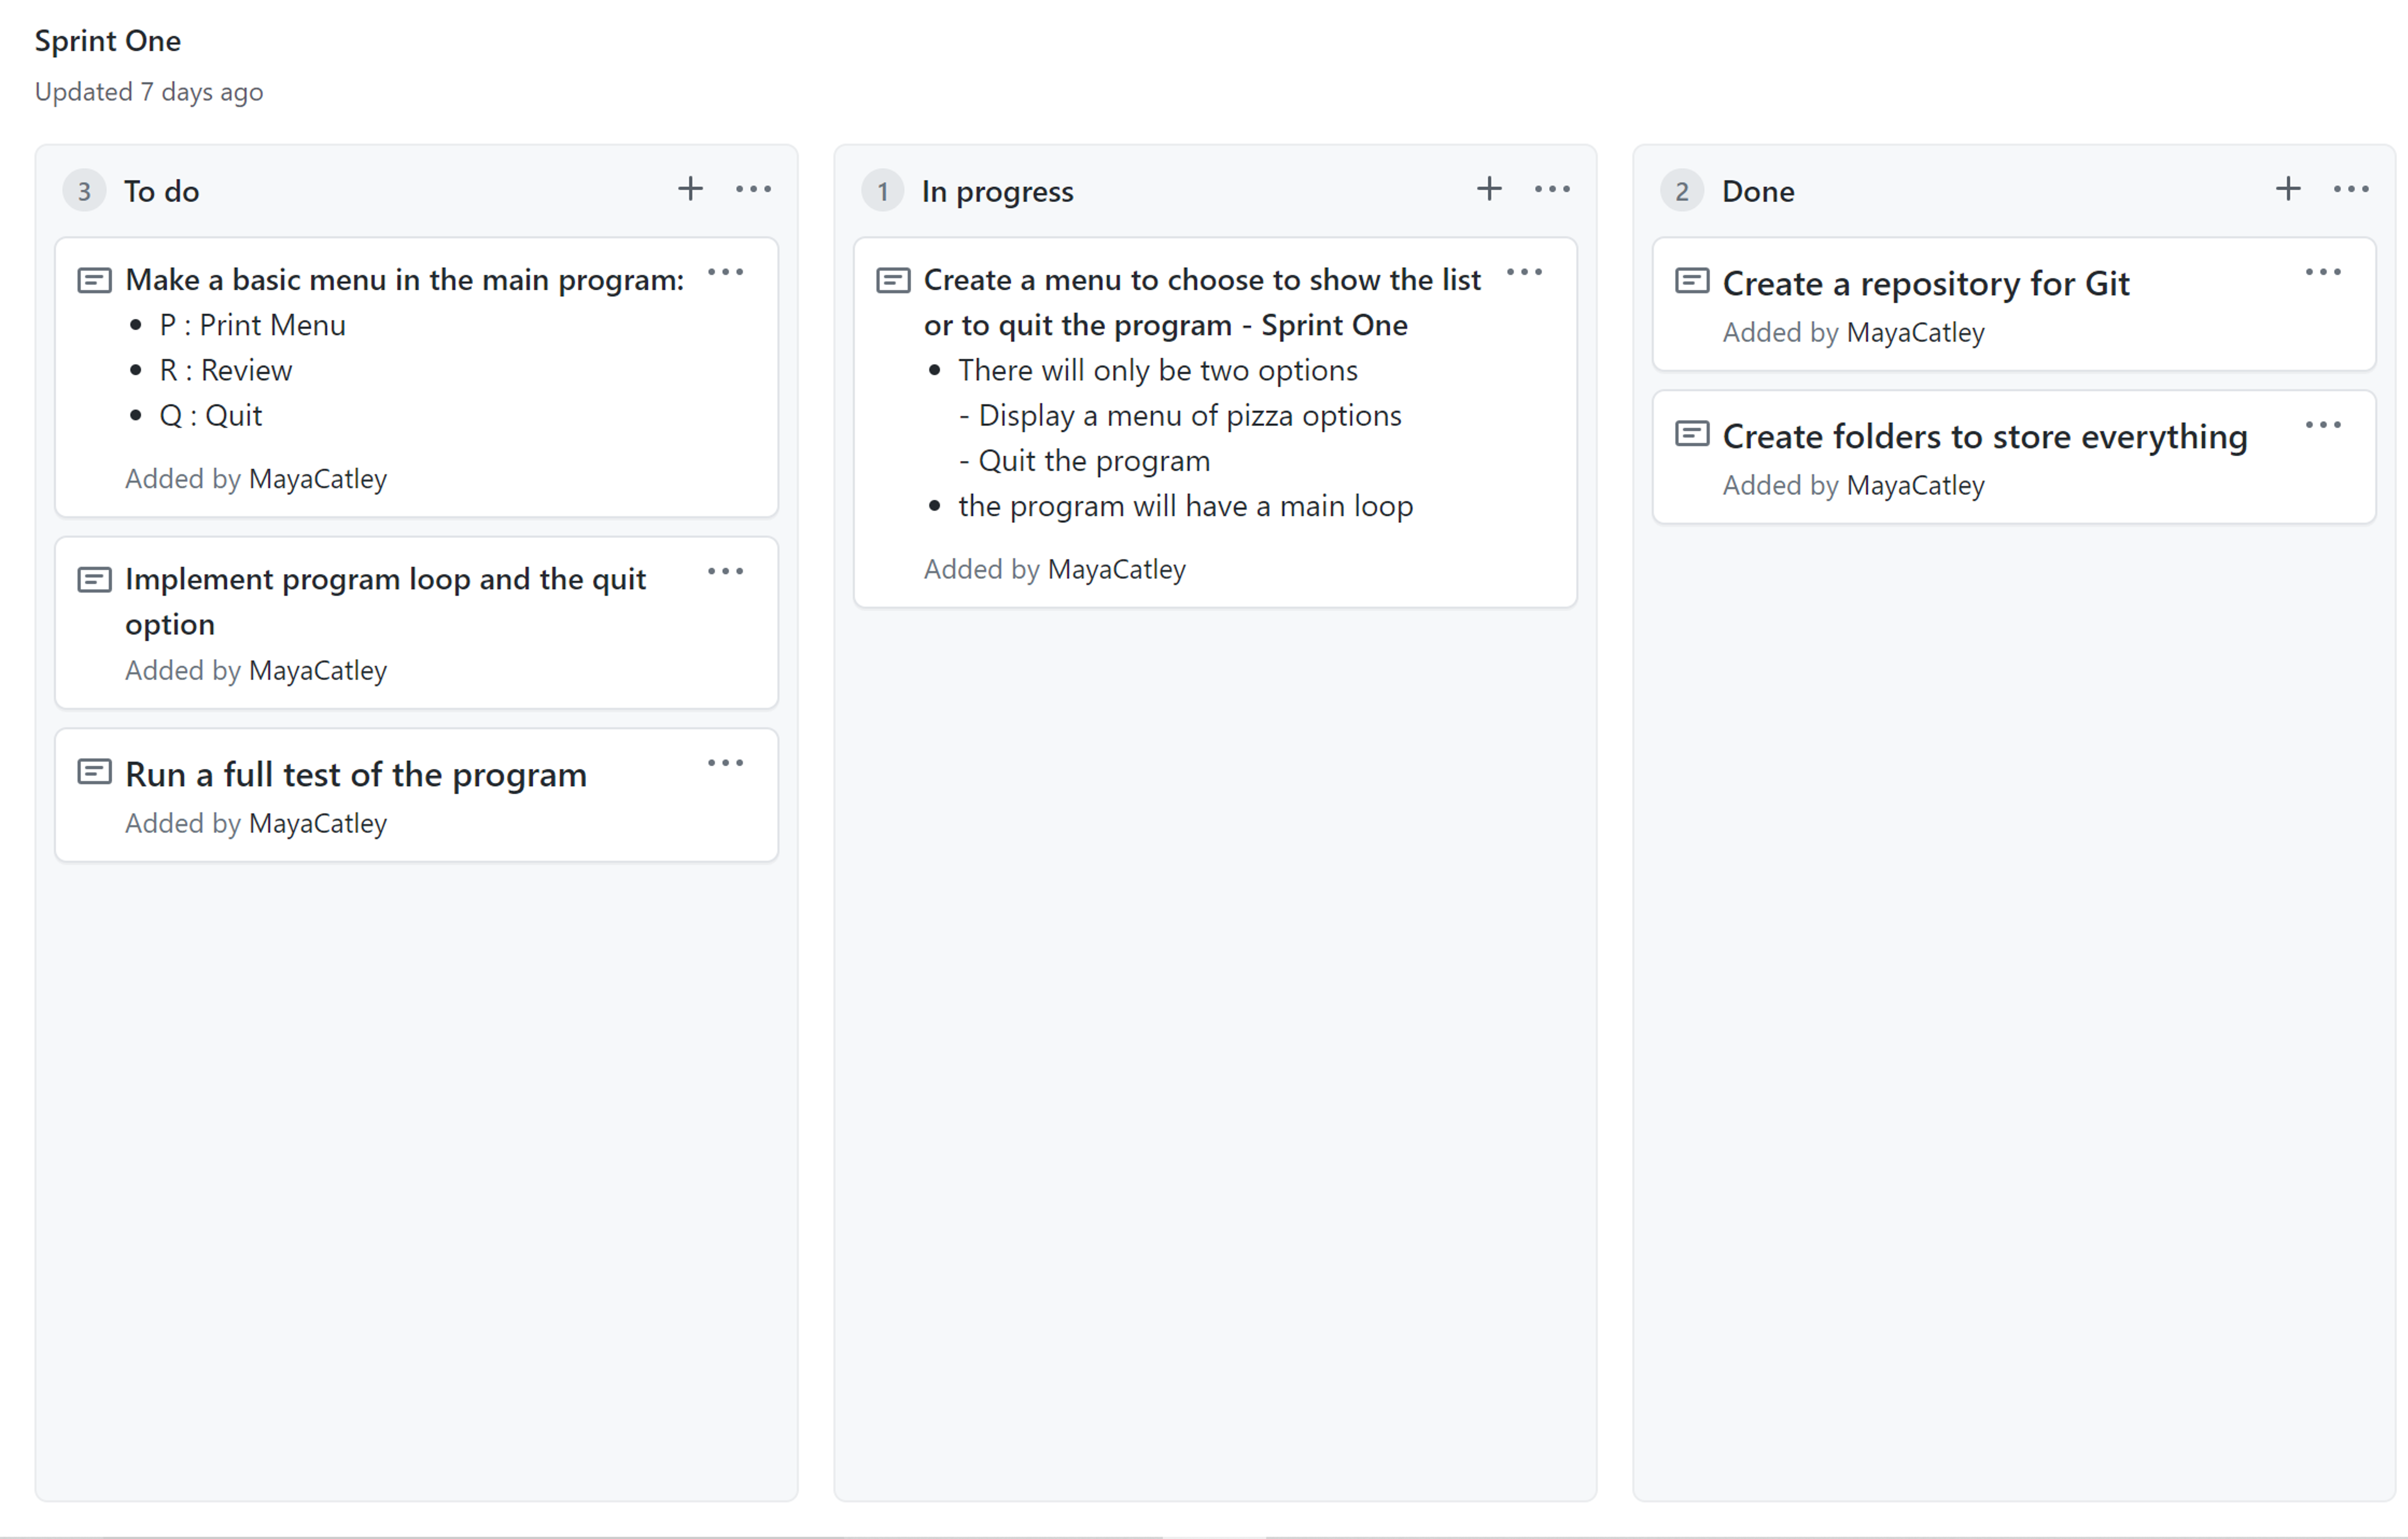 Sprint One
Updated 7 days ago
3 To do
Make a basic menu in the main program:
• P : Print Menu
• R : Review
• Q : Quit
Added by MayaCatley
Implement program loop and the quit
option
Added by MayaCatley
Run a full test of the program
Added by MayaCatley
1 In progress
Create a menu to choose to show the list
or to quit the program - Sprint One
• There will only be two options
- Display a menu of pizza options
- Quit the program
• the program will have a main loop
Added by MayaCatley
2 Done
Create a repository for Git
Added by MayaCatley
Create folders to store everything
Added by MayaCatley